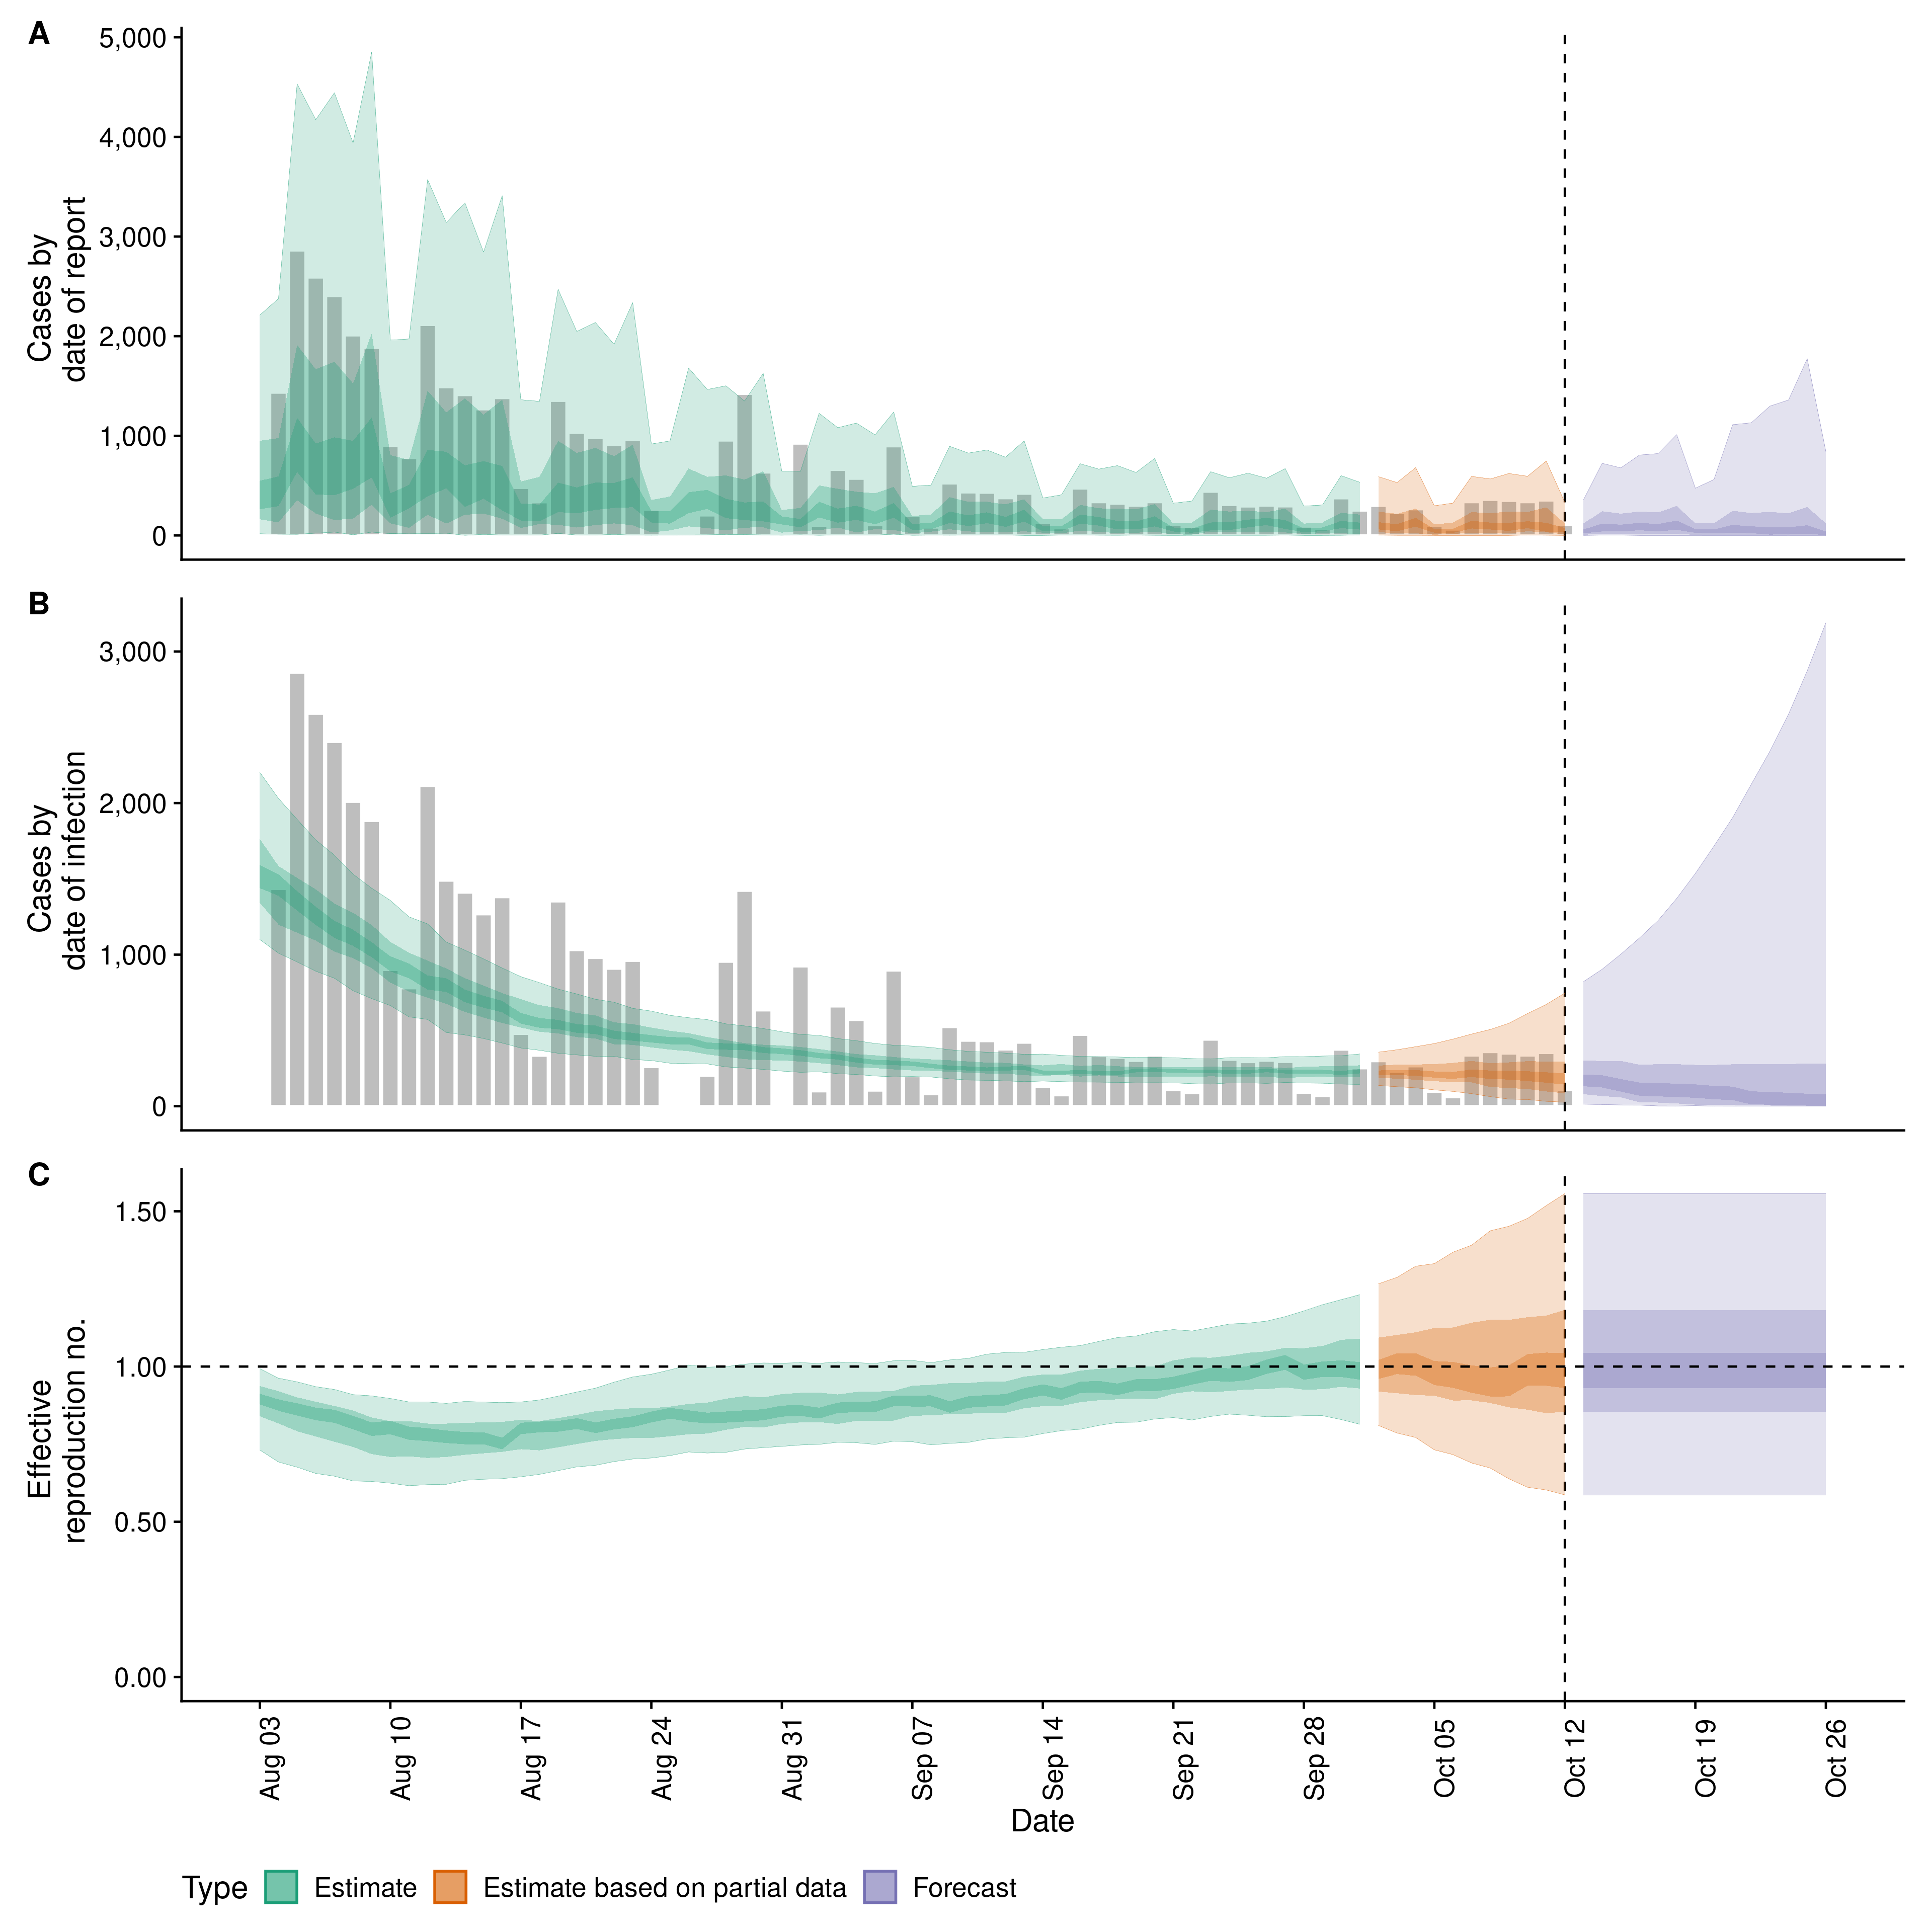 A
5,000
4,000
3,000
2,000
1,000
0
Cases by
date of report
B
3,000
2,000
1,000
0
Cases by
date of infection
C
1.50
1.00
0.50
0.00
Effective
reproduction no.
Aug 03
Aug 10
Aug 17
Aug 24
Aug 31
Sep 07
Sep 14
Sep 21
Sep 28
Oct 05
Oct 12
Oct 19
Oct 26
Date
Type Estimate Estimate based on partial data Forecast